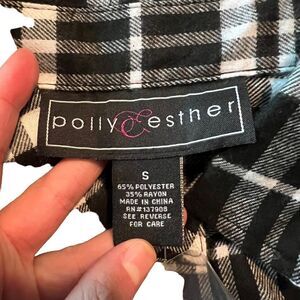 polly & esther
S
65% POLYESTER
35% RAYON
MADE IN CHINA
RN#137908
SEE REVERSE
FOR CARE